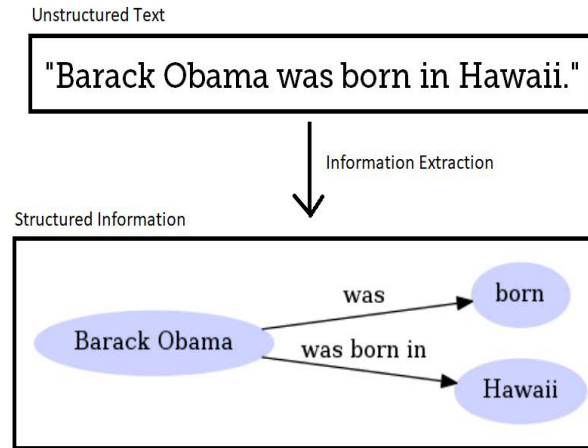 Unstructured Text
"Barack Obama was born in Hawaii."
Information Extraction
Structured Information
was
born
Barack Obama
was born in
Hawaii